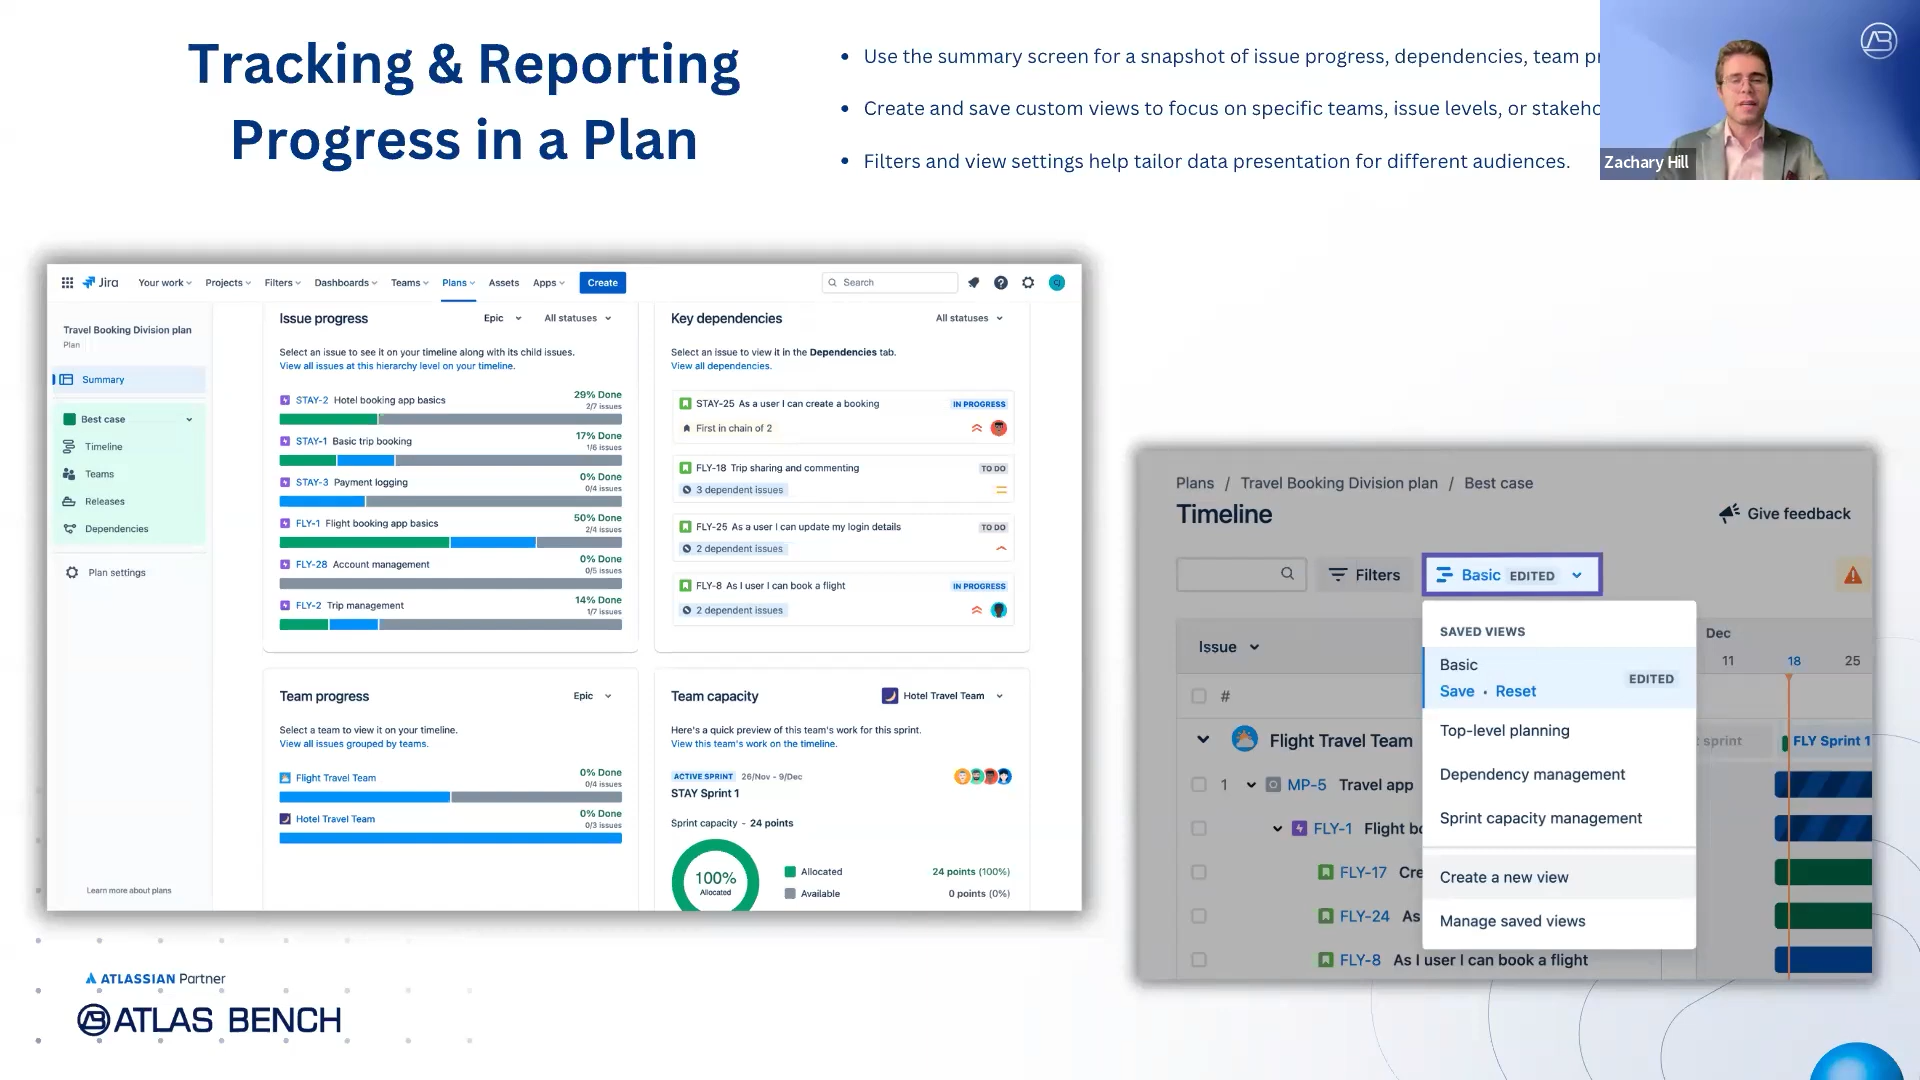 Tracking & Reporting
Progress in a Plan
• Use the summary screen for a snapshot of issue progress, dependencies, team
• Create and save custom views to focus on specific teams, issue levels, or
• Filters and view settings help tailor data presentation for different audiences.
Zachary Hill
Jira
Your work
Projects
Filters
Dashboards
Teams
Plans
Assets
Apps
Create
Search
Travel Booking Division plan
Plan
Summary
Best case
Timeline
Teams
Releases
Dependencies
Plan settings
Learn more about plans
Issue progress
Epic
All statuses
Select an issue to see it on your timeline along with its child issues.
View all issues at this hierarchy level on your timeline.
STAY-2 Hotel booking app basics
29% Done
2/7 issues
STAY-1 Basic trip booking
17% Done
1/6 issues
STAY-3 Payment logging
0% Done
0/4 issues
FLY-1 Flight booking app basics
50% Done
2/4 issues
FLY-28 Account management
0% Done
0/5 issues
FLY-2 Trip management
14% Done
1/7 issues
Key dependencies
All statuses
Select an issue to view it in the Dependencies tab.
View all dependencies.
STAY-25 As a user I can create a booking
IN PROGRESS
First in chain of 2
FLY-18 Trip sharing and commenting
TO DO
3 dependent issues
FLY-25 As a user I can update my login details
TO DO
2 dependent issues
FLY-8 As I user I can book a flight
IN PROGRESS
2 dependent issues
Team progress
Epic
Select a team to view it on your timeline.
View all issues grouped by teams.
Flight Travel Team
0% Done
0/4 issues
Hotel Travel Team
0% Done
0/3 issues
Team capacity
Hotel Travel Team
Here's a quick preview of this team's work for this sprint.
View this team's work on the timeline.
ACTIVE SPRINT 26/Nov - 9/Dec
STAY Sprint 1
Sprint capacity - 24 points
100%
Allocated
Allocated
24 points (100%)
Available
0 points (0%)
Plans / Travel Booking Division plan / Best case
Timeline
Give feedback
Filters
Basic EDITED
SAVED VIEWS
Basic
EDITED
Save • Reset
Top-level planning
Dependency management
Sprint capacity management
Create a new view
Manage saved views
Issue
#
Dec
11 18 25
sprint
FLY Sprint 1
Flight Travel Team
1 MP-5 Travel app
FLY-1 Flight
FLY-17
FLY-24 As
FLY-8 As I user I can book a flight
ATLASSIAN Partner
ATLAS BENCH